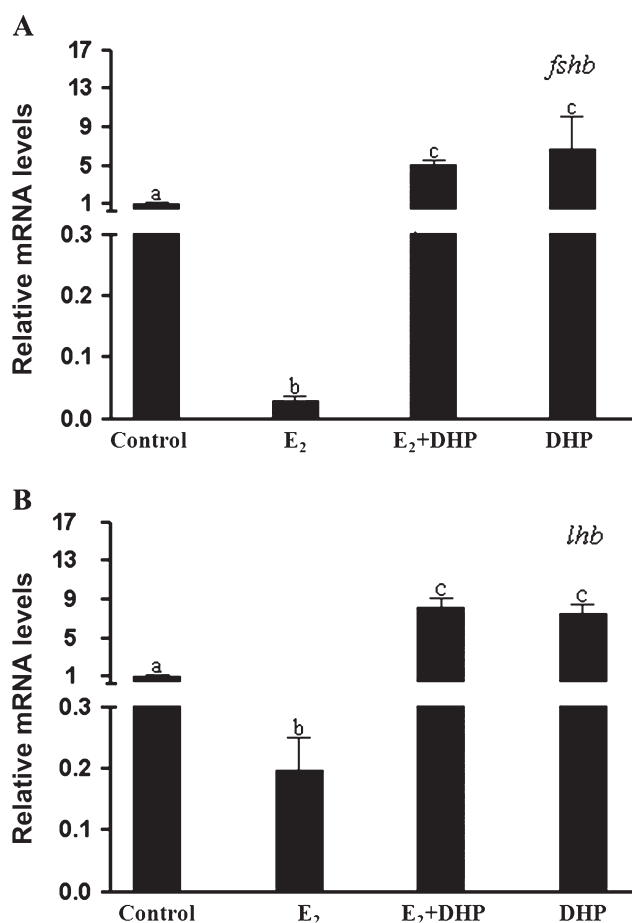 A
fshb
Relative mRNA levels
17
13
9
5
1
0.3
0.2
0.1
0.0
a
b
c
c
Control
E₂
E₂+DHP
DHP
B
lhb
Relative mRNA levels
17
13
9
5
1
0.3
0.2
0.1
0.0
a
b
c
c
Control
E₂
E₂+DHP
DHP